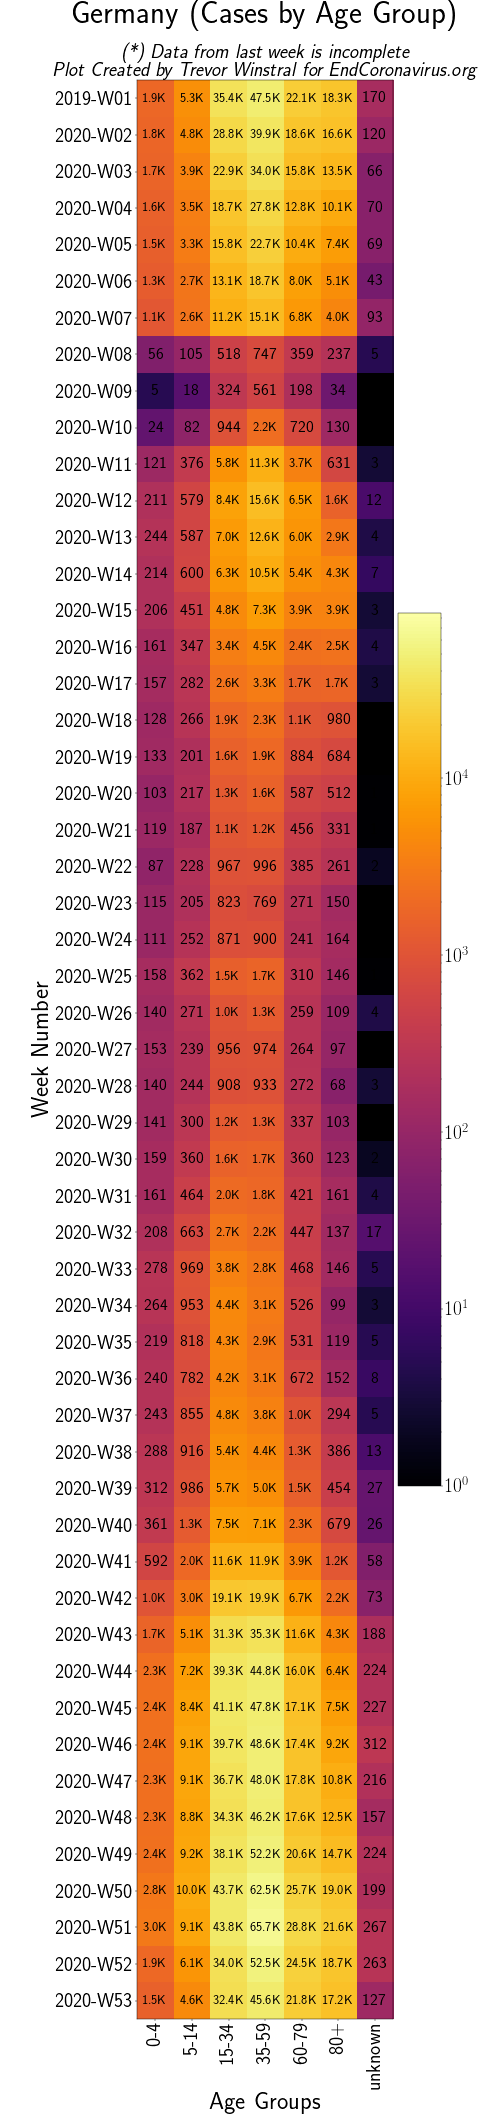 Germany (Cases by Age Group)
(*) Data from last week is incomplete
Plot Created by Trevor Winstral for EndCoronavirus.org
2019-W01 1.9K 5.3K 35.4K 47.5K 22.1K 18.3K 170
2020-W02 1.8K 4.8K 28.8K 39.9K 18.6K 16.6K 120
2020-W03 1.7K 3.9K 22.9K 34.0K 15.8K 13.5K 66
2020-W04 1.6K 3.5K 18.7K 27.8K 12.8K 10.1K 70
2020-W05 1.5K 3.3K 15.8K 22.7K 10.4K 7.4K 69
2020-W06 1.3K 2.7K 13.1K 18.7K 8.0K 5.1K 43
2020-W07 1.1K 2.6K 11.2K 15.1K 6.8K 4.0K 93
2020-W08 56 105 518 747 359 237 5
2020-W09 5 18 324 561 198 34
2020-W10 24 82 944 2.2K 720 130
2020-W11 121 376 5.8K 11.3K 3.7K 631 3
2020-W12 211 579 8.4K 15.6K 6.5K 1.6K 12
2020-W13 244 587 7.0K 12.6K 6.0K 2.9K 4
2020-W14 214 600 6.3K 10.5K 5.4K 4.3K 7
2020-W15 206 451 4.8K 7.3K 3.9K 3.9K 3
2020-W16 161 347 3.4K 4.5K 2.4K 2.5K 4
2020-W17 157 282 2.6K 3.3K 1.7K 1.7K 3
2020-W18 128 266 1.9K 2.3K 1.1K 980
2020-W19 133 201 1.6K 1.9K 884 684
2020-W20 103 217 1.3K 1.6K 587 512
2020-W21 119 187 1.1K 1.2K 456 331
2020-W22 87 228 967 996 385 261 2
2020-W23 115 205 823 769 271 150
2020-W24 111 252 871 900 241 164
2020-W25 158 362 1.5K 1.7K 310 146
2020-W26 140 271 1.0K 1.3K 259 109 4
2020-W27 153 239 956 974 264 97
2020-W28 140 244 908 933 272 68 3
2020-W29 141 300 1.2K 1.3K 337 103
2020-W30 159 360 1.6K 1.7K 360 123 2
2020-W31 161 464 2.0K 1.8K 421 161 4
2020-W32 208 663 2.7K 2.2K 447 137 17
2020-W33 278 969 3.8K 2.8K 468 146 5
2020-W34 264 953 4.4K 3.1K 526 99 3
2020-W35 219 818 4.3K 2.9K 531 119 5
2020-W36 240 782 4.2K 3.1K 672 152 8
2020-W37 243 855 4.8K 3.8K 1.0K 294 5
2020-W38 288 916 5.4K 4.4K 1.3K 386 13
2020-W39 312 986 5.7K 5.0K 1.5K 454 27
2020-W40 361 1.3K 7.5K 7.1K 2.3K 679 26
2020-W41 592 2.0K 11.6K 11.9K 3.9K 1.2K 58
2020-W42 1.0K 3.0K 19.1K 19.9K 6.7K 2.2K 73
2020-W43 1.7K 5.1K 31.3K 35.3K 11.6K 4.3K 188
2020-W44 2.3K 7.2K 39.3K 44.8K 16.0K 6.4K 224
2020-W45 2.4K 8.4K 41.1K 47.8K 17.1K 7.5K 227
2020-W46 2.4K 9.1K 39.7K 48.6K 17.4K 9.2K 312
2020-W47 2.3K 9.1K 36.7K 48.0K 17.8K 10.8K 216
2020-W48 2.3K 8.8K 34.3K 46.2K 17.6K 12.5K 157
2020-W49 2.4K 9.2K 38.1K 52.2K 20.6K 14.7K 224
2020-W50 2.8K 10.0K 43.7K 62.5K 25.7K 19.0K 199
2020-W51 3.0K 9.1K 43.8K 65.7K 28.8K 21.6K 267
2020-W52 1.9K 6.1K 34.0K 52.5K 24.5K 18.7K 263
2020-W53 1.5K 4.6K 32.4K 45.6K 21.8K 17.2K 127
0-4 5-14 15-34 35-59 60-79 80+ unknown
Age Groups
Week Number
10⁴
10³
10²
10¹
10⁰